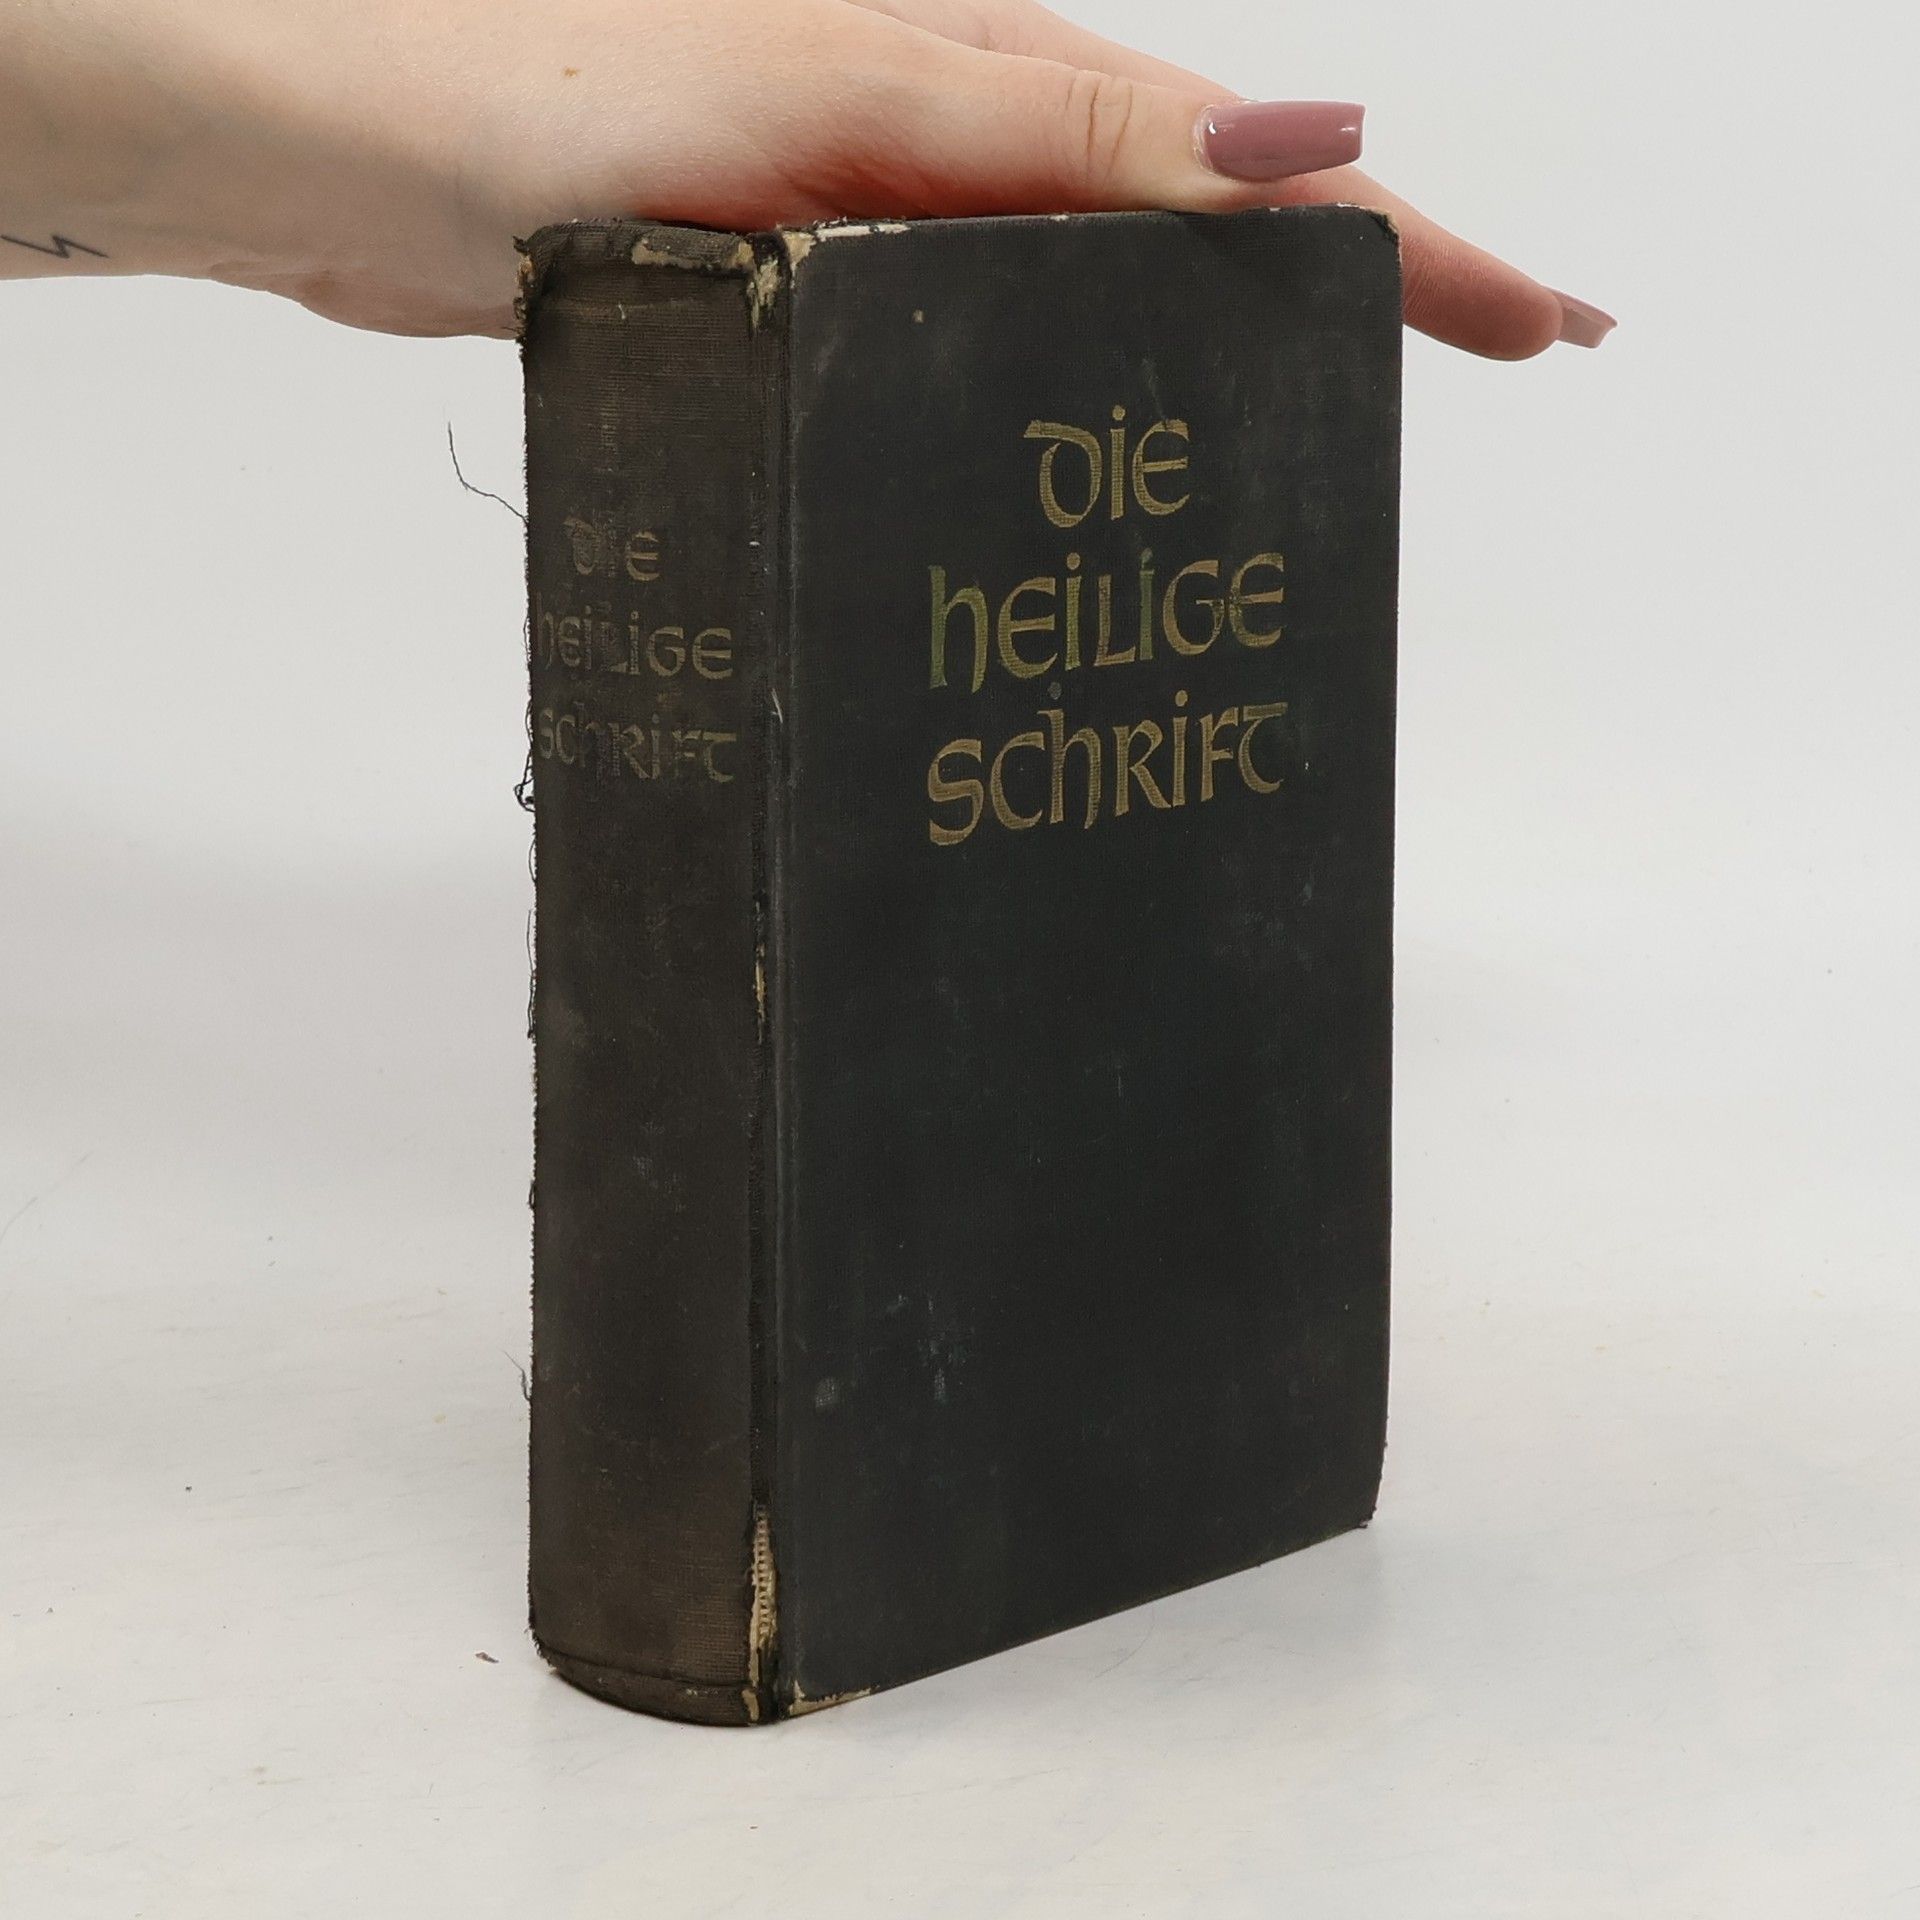 die
heilige
schrift
die
heilige
schrift